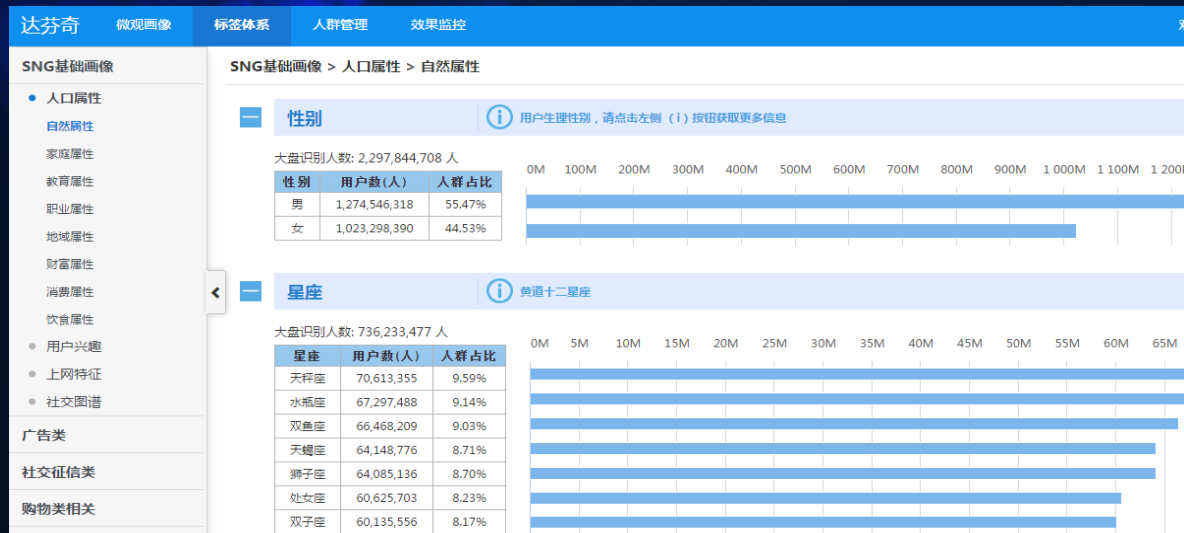 达芬奇 微观画像 标签体系 人群管理 效果监控
SNG基础画像
人口属性
自然属性
家庭属性
教育属性
职业属性
地域属性
财富属性
消费属性
饮食属性
用户兴趣
上网特征
社交图谱
广告类
社交征信类
购物类相关
SNG基础画像 > 人口属性 > 自然属性
性别 用户生理性别，请点击左侧（i）按钮获取更多信息
大盘识别人数: 2,297,844,708 人
性别 用户数(人) 人群占比
男 1,274,546,318 55.47%
女 1,023,298,390 44.53%
0M 100M 200M 300M 400M 500M 600M 700M 800M 900M 1 000M 1 100M 1 200M
星座 黄道十二星座
大盘识别人数: 736,233,477 人
星座 用户数(人) 人群占比
天秤座 70,613,355 9.59%
水瓶座 67,297,488 9.14%
双鱼座 66,468,209 9.03%
天蝎座 64,148,776 8.71%
狮子座 64,085,136 8.70%
处女座 60,625,703 8.23%
双子座 60,135,556 8.17%
0M 5M 10M 15M 20M 25M 30M 35M 40M 45M 50M 55M 60M 65M